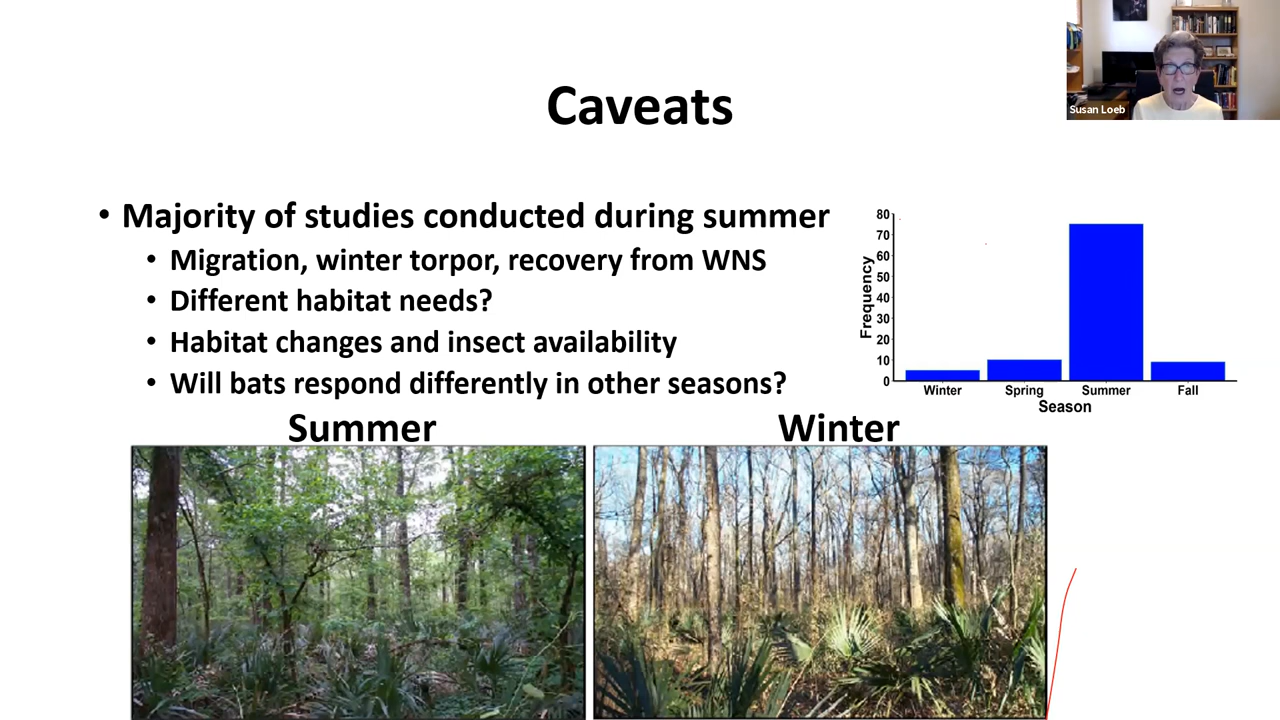 Susan Loeb
Caveats
• Majority of studies conducted during summer
• Migration, winter torpor, recovery from WNS
• Different habitat needs?
• Habitat changes and insect availability
• Will bats respond differently in other seasons?
80
70
60
50
40
30
20
10
0
Frequency
Winter Spring Summer Fall
Season
Summer
Winter